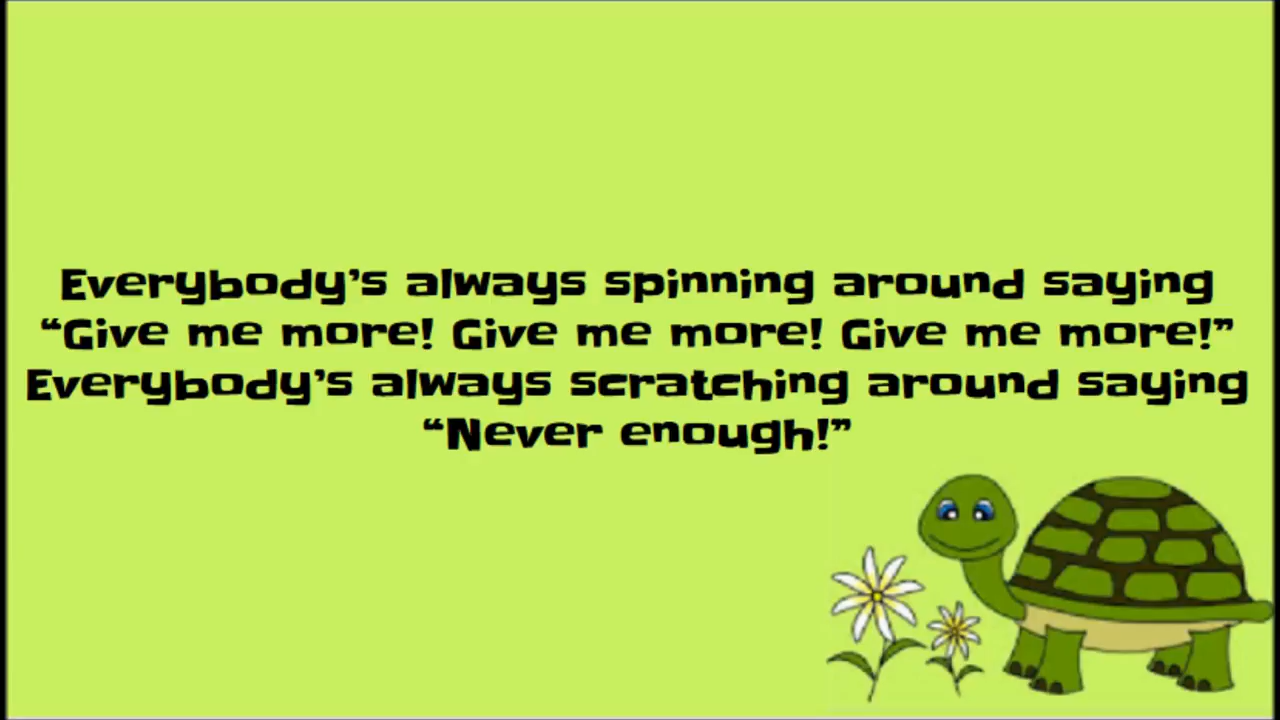 Everybody’s always spinning around saying
“Give me more! Give me more! Give me more!”
Everybody’s always scratching around saying
“Never enough!”